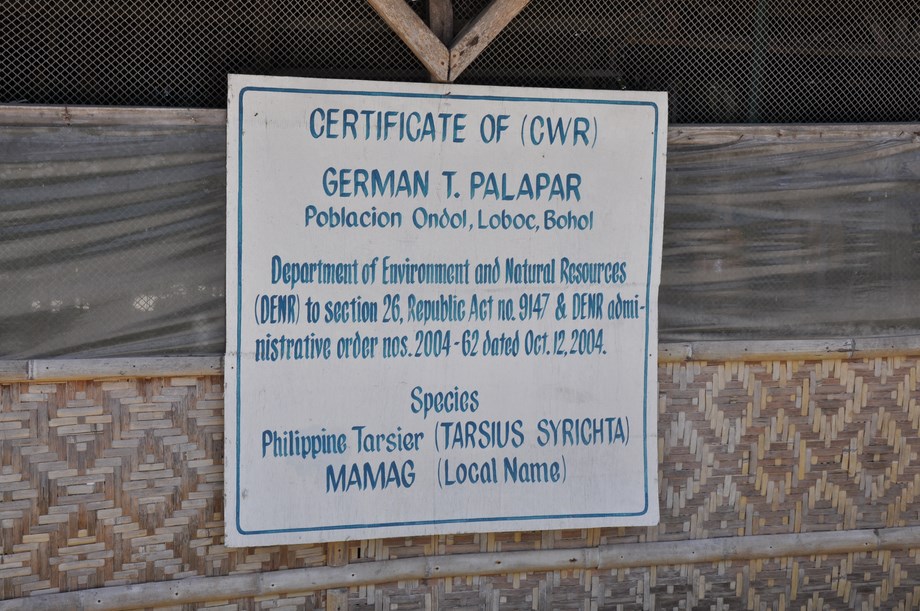 CERTIFICATE OF (CWR)
GERMAN T. PALAPAR
Poblacion Ondol, Loboc, Bohol
Department of Environment and Natural Resources
(DENR) to section 26, Republic Act no. 9147 & DENR admi-
nistrative order nos. 2004-62 dated Oct. 12, 2004.
Species
Philippine Tarsier (TARSIUS SYRICHTA)
MAMAG (Local Name)